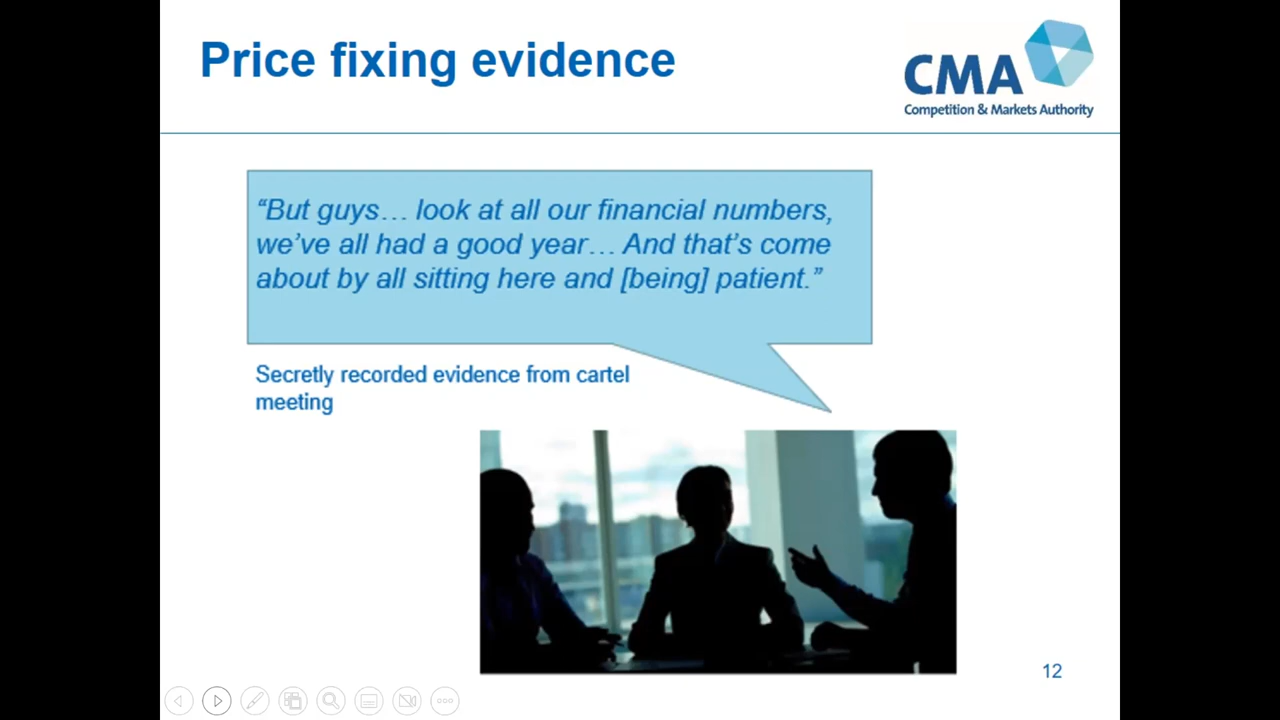 Price fixing evidence
CMA
Competition & Markets Authority
“But guys… look at all our financial numbers,
we’ve all had a good year… And that’s come
about by all sitting here and [being] patient.”
Secretly recorded evidence from cartel
meeting
12